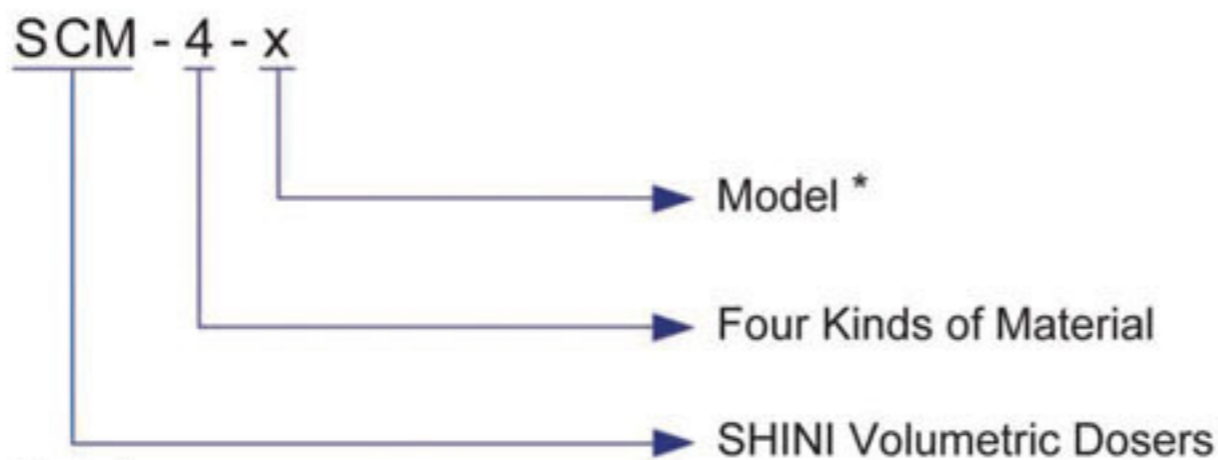 SCM - 4 - x
Model *
Four Kinds of Material
SHINI Volumetric Dosers